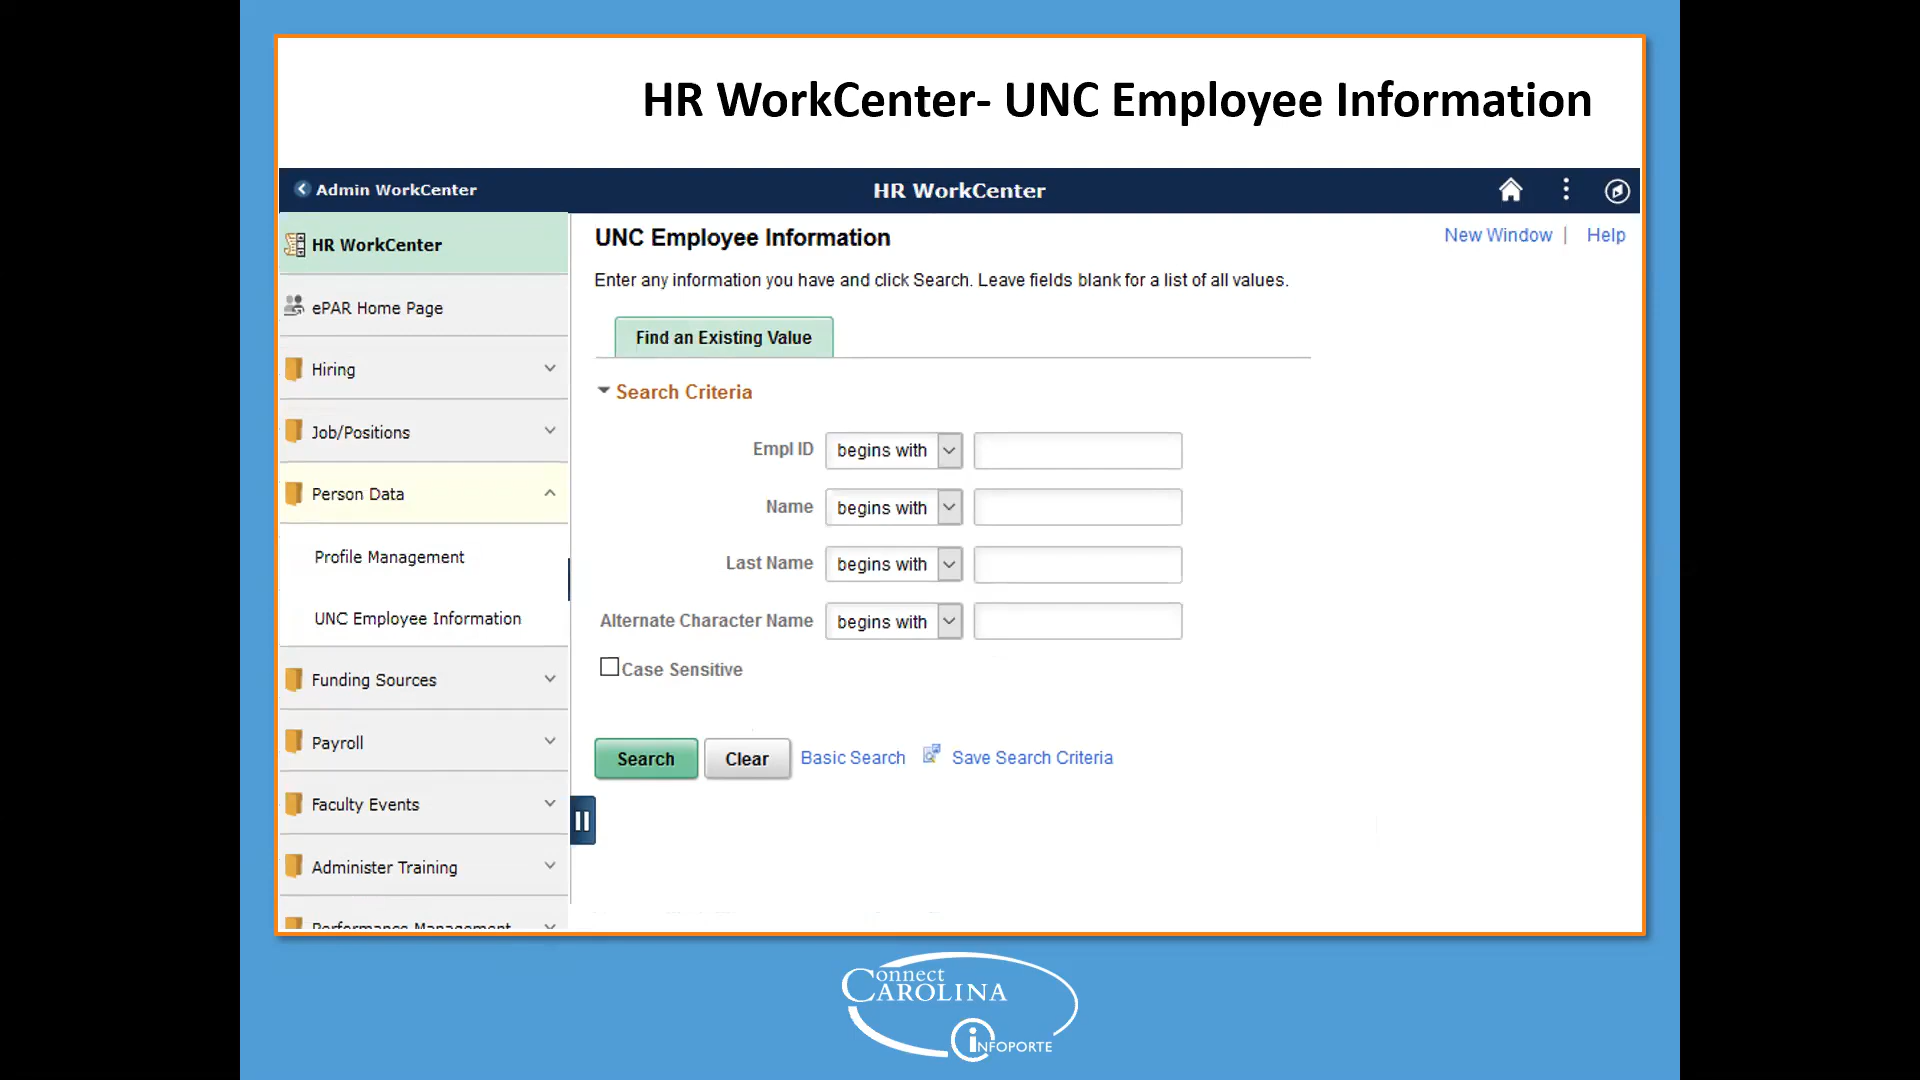 HR WorkCenter- UNC Employee Information
Admin WorkCenter
HR WorkCenter
HR WorkCenter
ePAR Home Page
Hiring
Job/Positions
Person Data
Profile Management
UNC Employee Information
Funding Sources
Payroll
Faculty Events
Administer Training
Performance Management
UNC Employee Information
New Window | Help
Enter any information you have and click Search. Leave fields blank for a list of all values.
Find an Existing Value
Search Criteria
Empl ID begins with
Name begins with
Last Name begins with
Alternate Character Name begins with
Case Sensitive
Search Clear Basic Search Save Search Criteria
Connect
CAROLINA
INFOPORTE